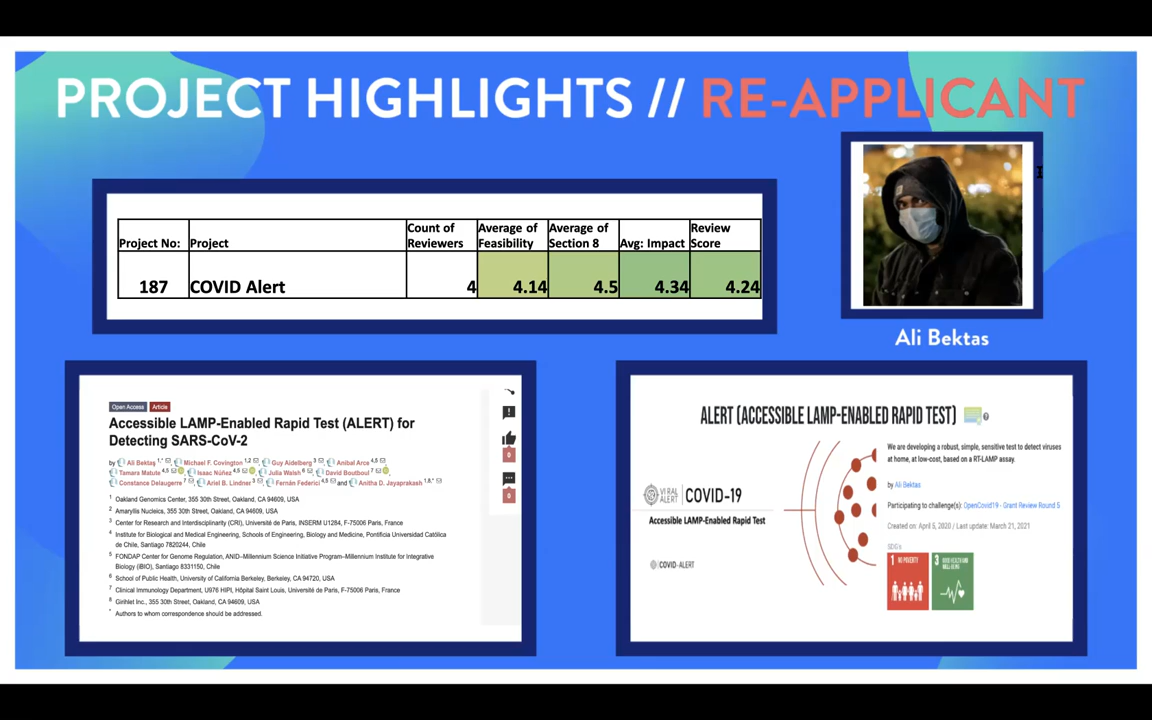 PROJECT HIGHLIGHTS // RE-APPLICANT
Project No:
Project
Count of
Reviewers
Average of
Feasibility
Average of
Section 8
Avg: Impact
Review
Score
187
COVID Alert
4
4.14
4.5
4.34
4.24
Ali Bektas
Open Access Article
Accessible LAMP-Enabled Rapid Test (ALERT) for
Detecting SARS-CoV-2
by Ali Bektaş 1,*, Michael F. Covington 1,2, Guy Aidelberg 3, Anibal Arce 4,5,
Tamara Matute 4,5, Isaac Núñez 4,5, Julia Walsh 6, David Boutboul 7,
Constance Delaugerre 7, Ariel B. Lindner 3, Fernán Federici 4,5 and Anitha D. Jayaprakash 1,8,*
1 Oakland Genomics Center, 355 30th Street, Oakland, CA 94609, USA
2 Amaryllis Nucleics, 355 30th Street, Oakland, CA 94609, USA
3 Center for Research and Interdisciplinarity (CRI), Université de Paris, INSERM U1284, F-75006 Paris, France
4 Institute for Biological and Medical Engineering, Schools of Engineering, Biology and Medicine, Pontificia Universidad Católica
de Chile, Santiago 7820244, Chile
5 FONDAP Center for Genome Regulation, ANID–Millennium Science Initiative Program–Millennium Institute for Integrative
Biology (iBIO), Santiago 8331150, Chile
6 School of Public Health, University of California Berkeley, Berkeley, CA 94720, USA
7 Clinical Immunology Department, U976 HIPI, Hôpital Saint Louis, Université de Paris, F-75006 Paris, France
8 Girihlet Inc., 355 30th Street, Oakland, CA 94609, USA
* Authors to whom correspondence should be addressed.
0
0
ALERT (ACCESSIBLE LAMP-ENABLED RAPID TEST)
VIRAL
ALERT
COVID-19
Accessible LAMP-Enabled Rapid Test
COVID-ALERT
We are developing a robust, simple, sensitive test to detect viruses
at home, at low-cost, based on a RT-LAMP assay.
by Ali Bektas
Participating to challenge(s): OpenCovid19 - Grant Review Round 5
Created on: April 5, 2020 / Last update: March 21, 2021
SDG's
1 NO POVERTY
3 GOOD HEALTH AND
WELL-BEING